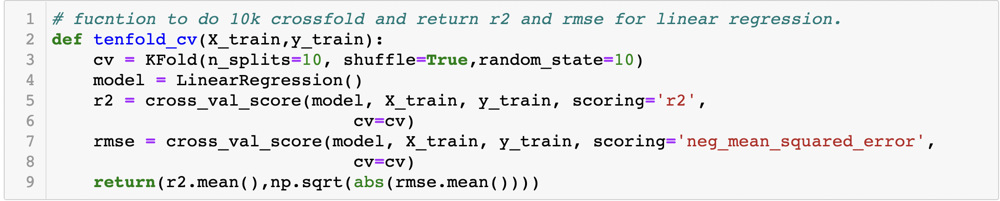 1 # fucntion to do 10k crossfold and return r2 and rmse for linear regression.
2 def tenfold_cv(X_train,y_train):
3     cv = KFold(n_splits=10, shuffle=True,random_state=10)
4     model = LinearRegression()
5     r2 = cross_val_score(model, X_train, y_train, scoring='r2',
6                              cv=cv)
7     rmse = cross_val_score(model, X_train, y_train, scoring='neg_mean_squared_error',
8                              cv=cv)
9     return(r2.mean(),np.sqrt(abs(rmse.mean())))